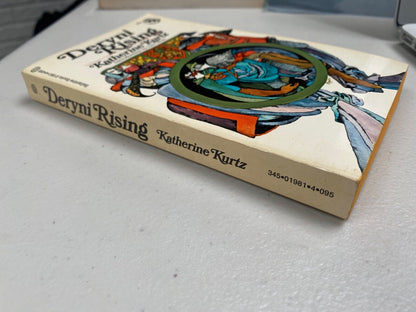 Deryni
Rising
Katherine Kurtz
Deryni Rising Katherine Kurtz 345•01981•4•095